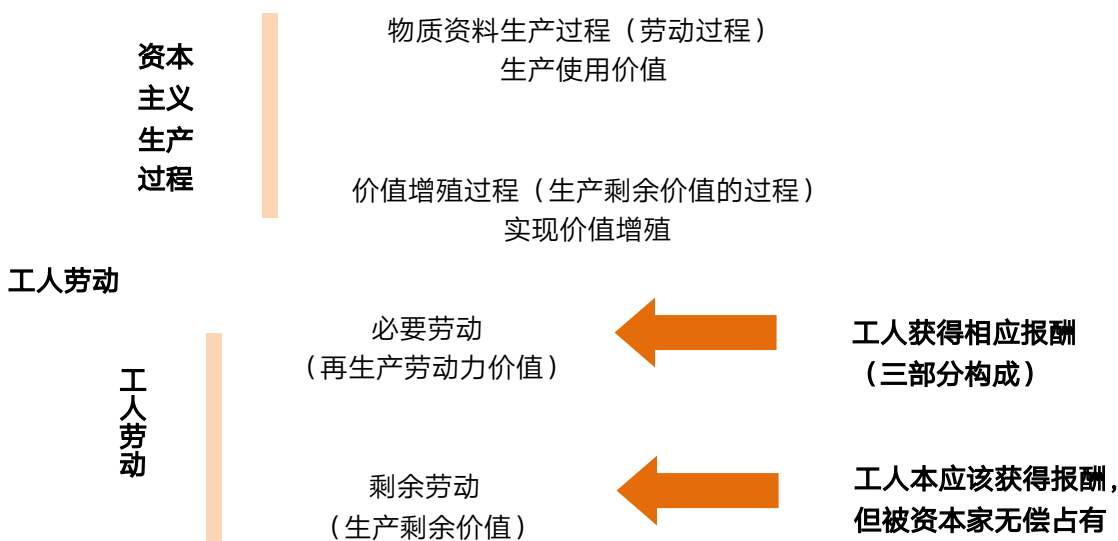 资本
主义
生产
过程
物质资料生产过程（劳动过程）
生产使用价值
价值增殖过程（生产剩余价值的过程）
实现价值增殖
工人劳动
工人劳动
必要劳动
（再生产劳动力价值）
工人获得相应报酬
（三部分构成）
剩余劳动
（生产剩余价值）
工人本应该获得报酬，
但被资本家无偿占有